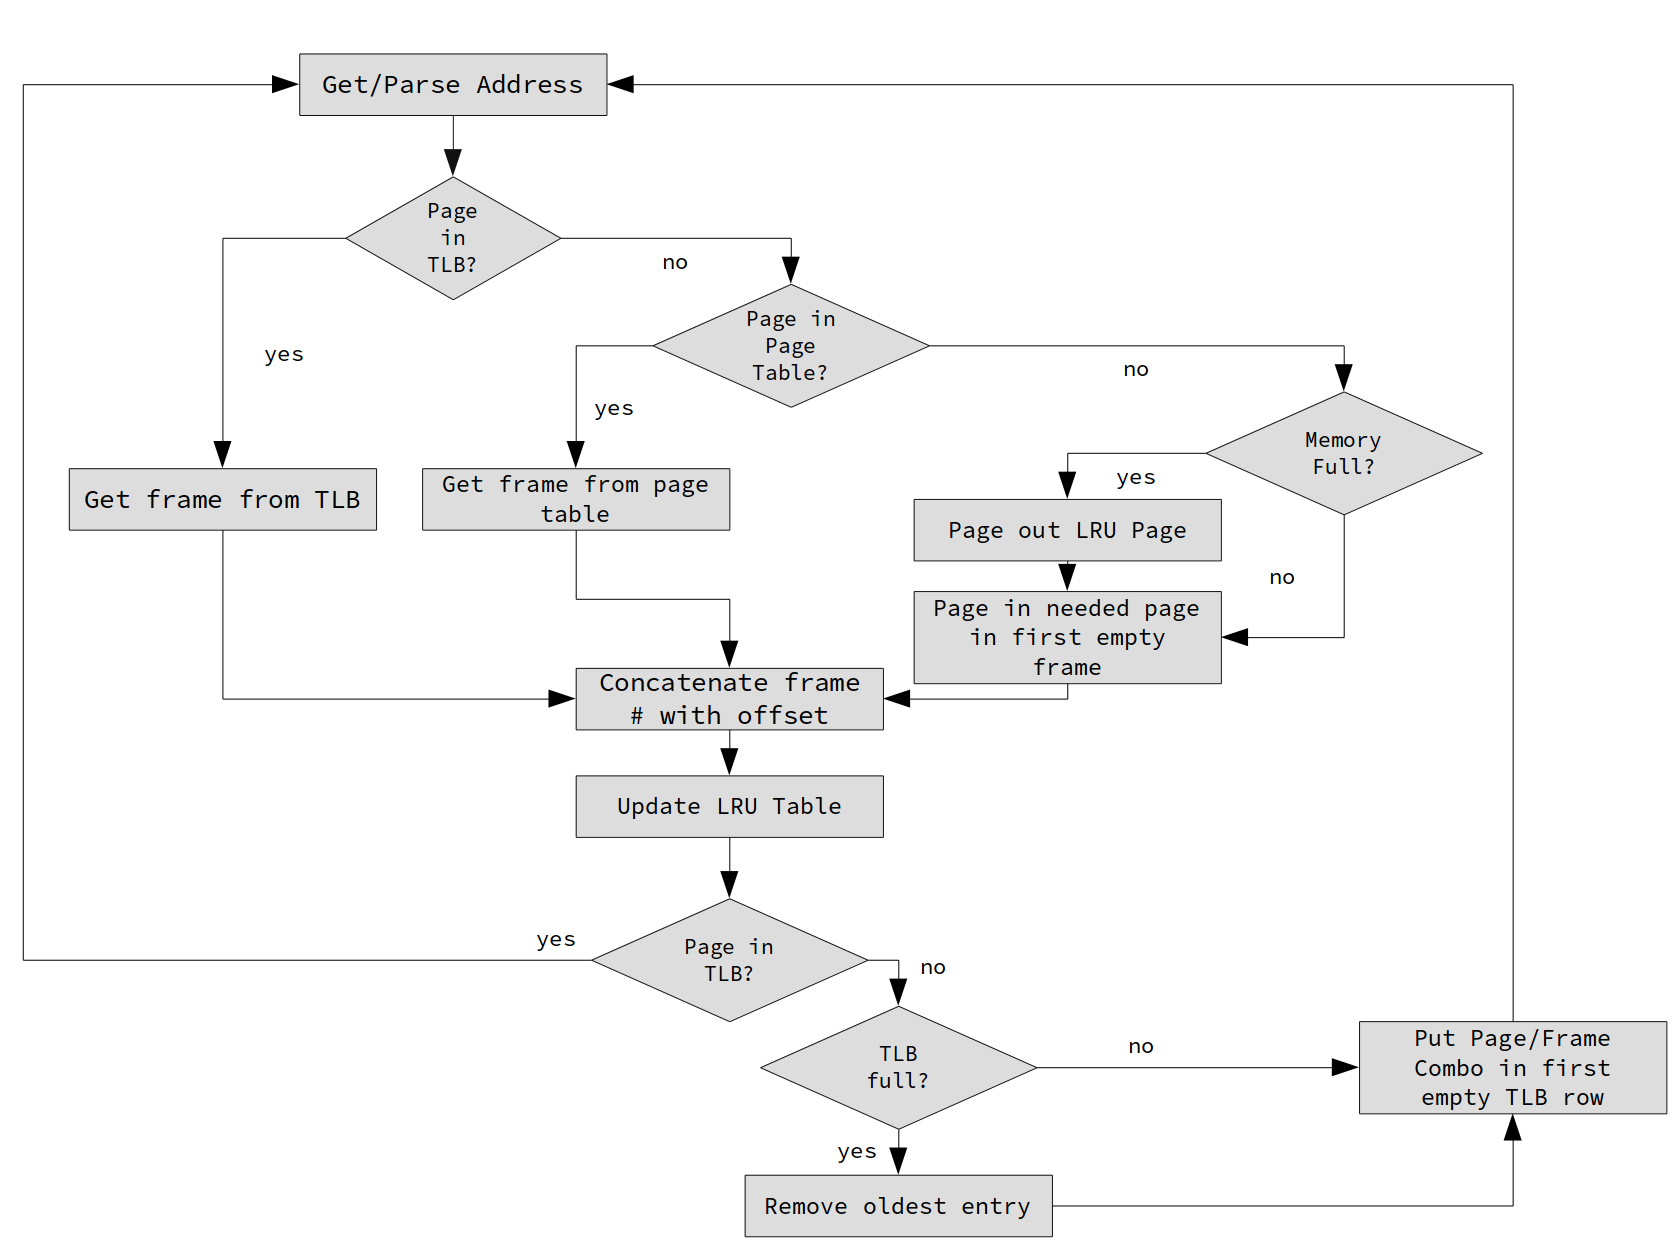 Get/Parse Address
Page
in
TLB?
no
yes
Page in
Page
Table?
no
yes
Memory
Full?
yes
no
Get frame from TLB
Get frame from page
table
Page out LRU Page
Page in needed page
in first empty
frame
Concatenate frame
# with offset
Update LRU Table
Page in
TLB?
yes
no
TLB
full?
no
yes
Put Page/Frame
Combo in first
empty TLB row
Remove oldest entry